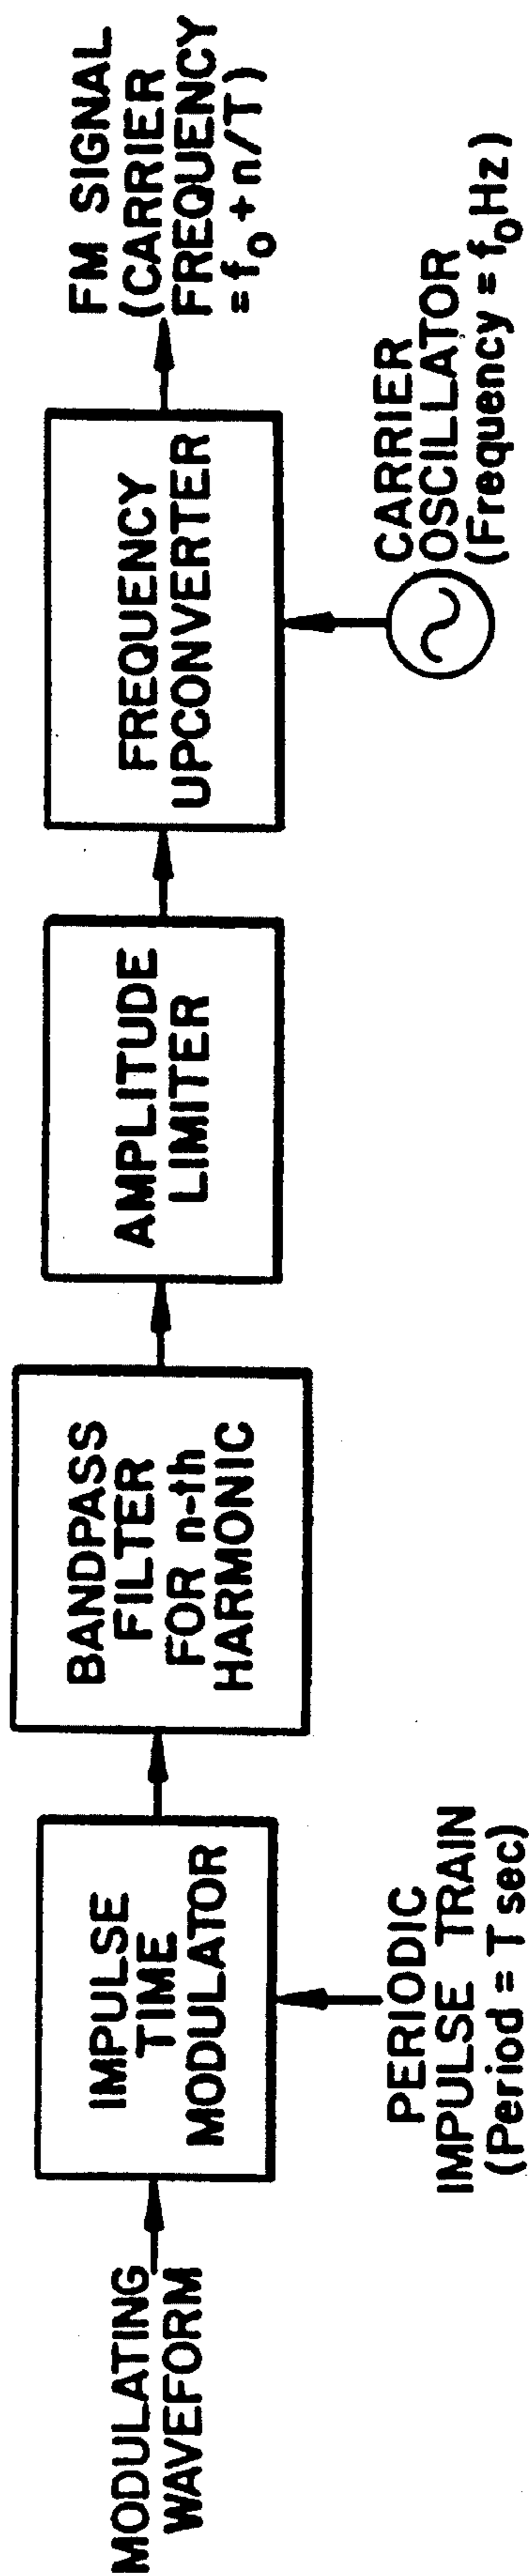 MODULATING
WAVEFORM
IMPULSE
TIME
MODULATOR
PERIODIC
IMPULSE TRAIN
(Period = T sec)
BANDPASS
FILTER
FOR n-th
HARMONIC
AMPLITUDE
LIMITER
FREQUENCY
UPCONVERTER
CARRIER
OSCILLATOR
(Frequency = f₀Hz)
FM SIGNAL
(CARRIER
FREQUENCY
= f₀ + n/T)